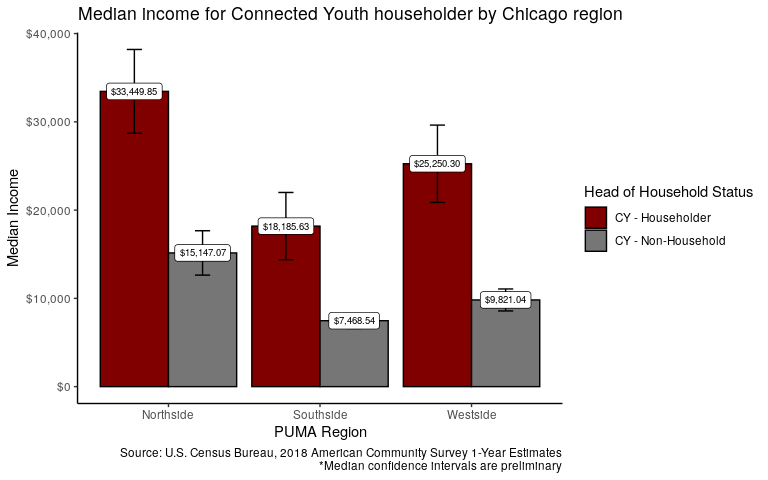 Median income for Connected Youth householder by Chicago region
$40,000
$30,000
$20,000
$10,000
$0
Median Income
$33,449.85
$15,147.07
$18,185.63
$7,468.54
$25,250.30
$9,821.04
Northside
Southside
Westside
PUMA Region
Head of Household Status
CY - Householder
CY - Non-Household
Source: U.S. Census Bureau, 2018 American Community Survey 1-Year Estimates
*Median confidence intervals are preliminary